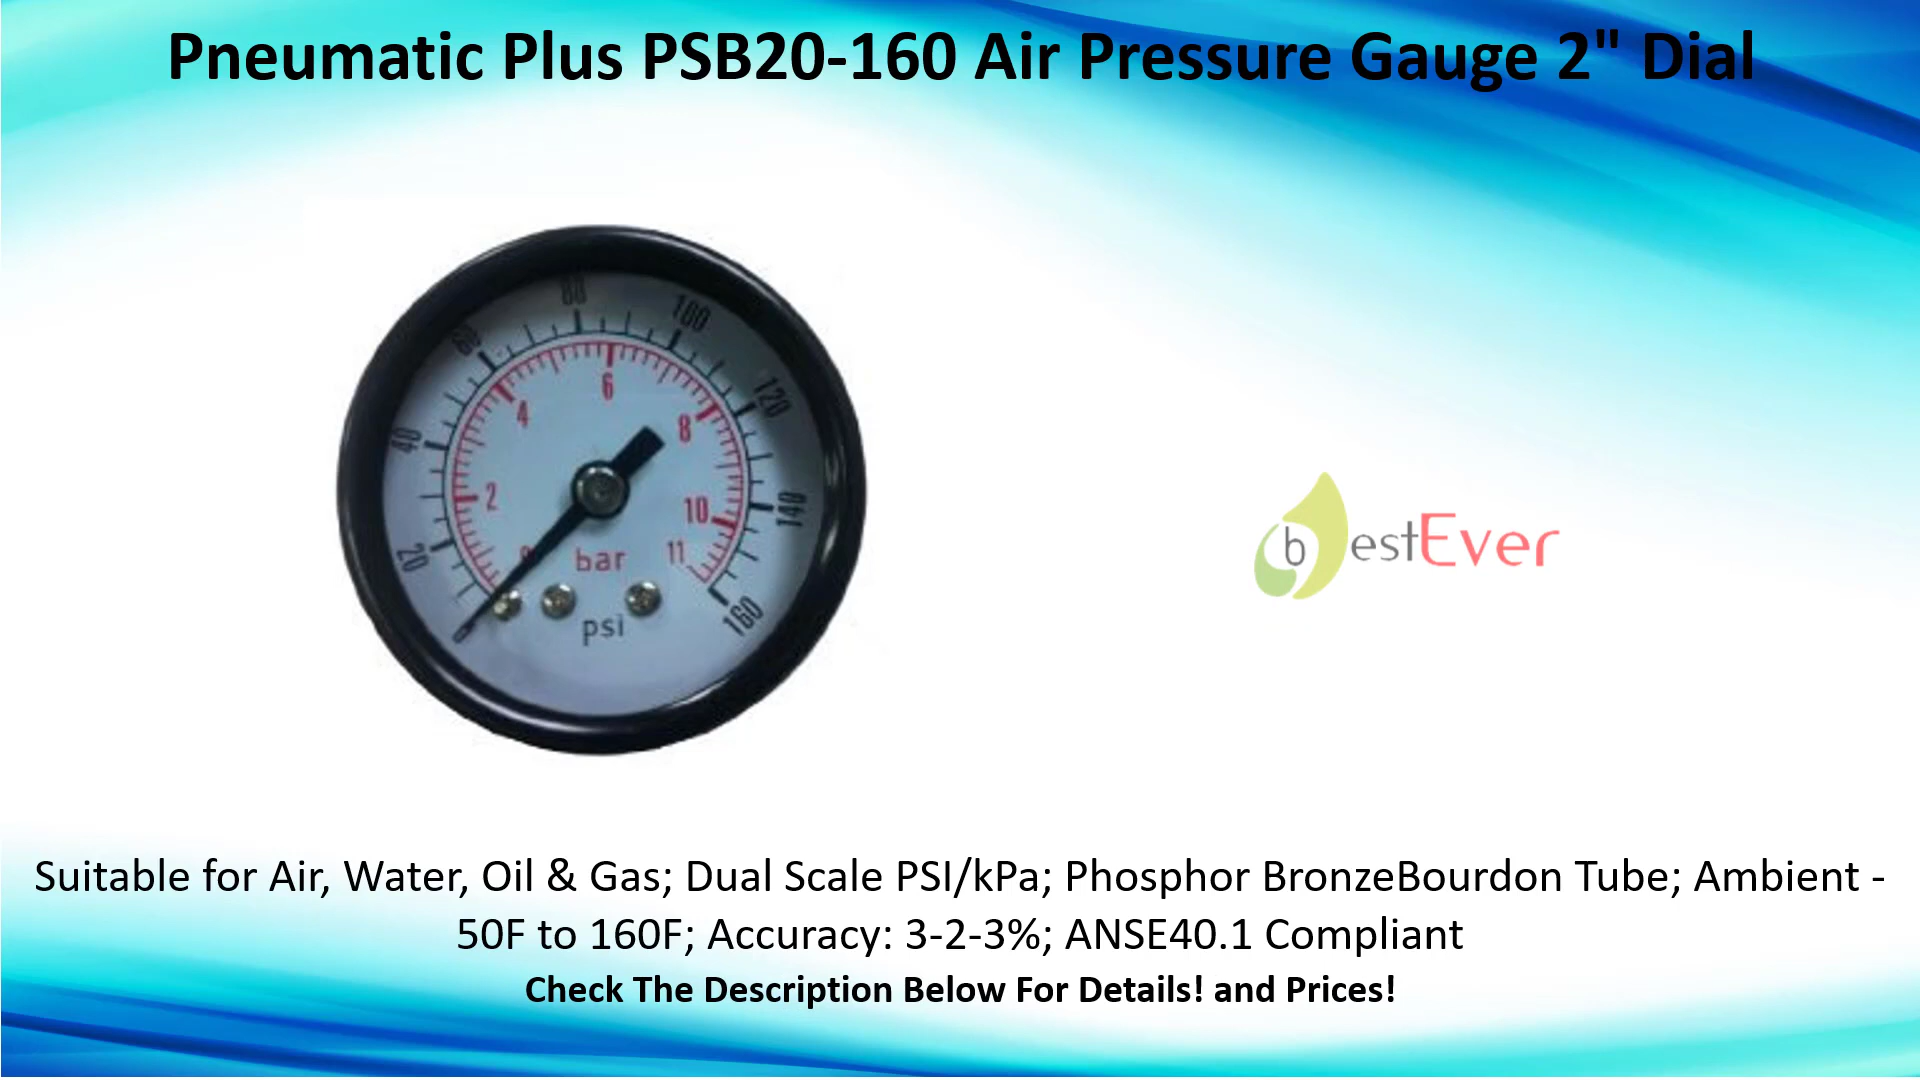 Pneumatic Plus PSB20-160 Air Pressure Gauge 2" Dial
80
100
60
6
120
4
8
40
2
10
140
20
0
bar
11
0
psi
160
bestEver
Suitable for Air, Water, Oil & Gas; Dual Scale PSI/kPa; Phosphor BronzeBourdon Tube; Ambient -
50F to 160F; Accuracy: 3-2-3%; ANSE40.1 Compliant
Check The Description Below For Details! and Prices!